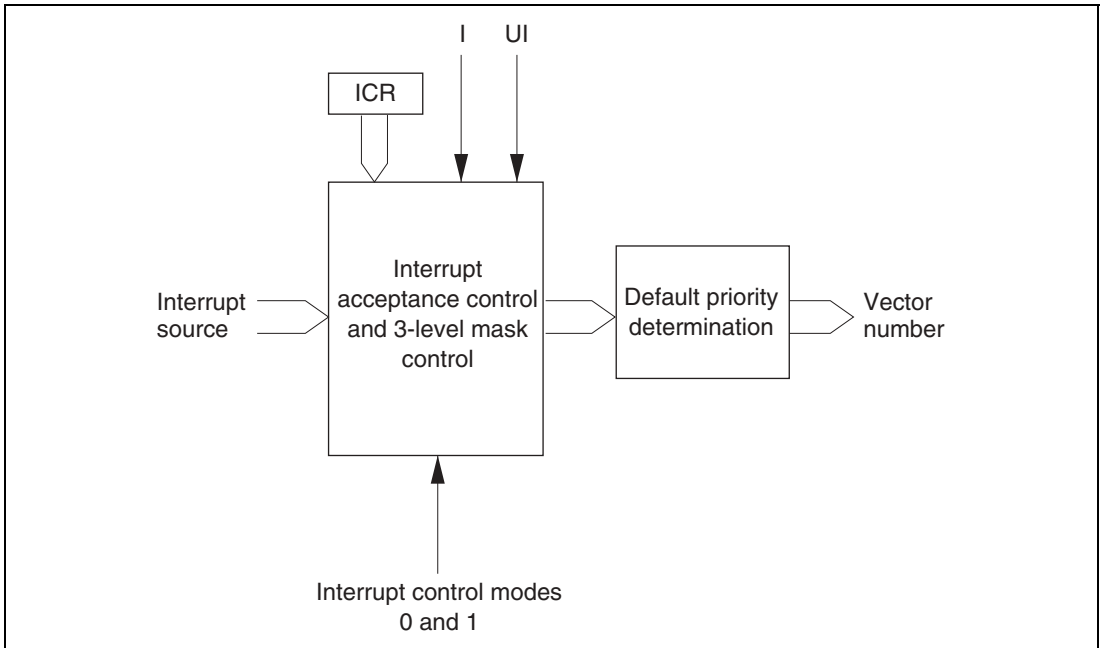 I
UI
ICR
Interrupt
acceptance control
and 3-level mask
control
Interrupt
source
Default priority
determination
Vector
number
Interrupt control modes
0 and 1